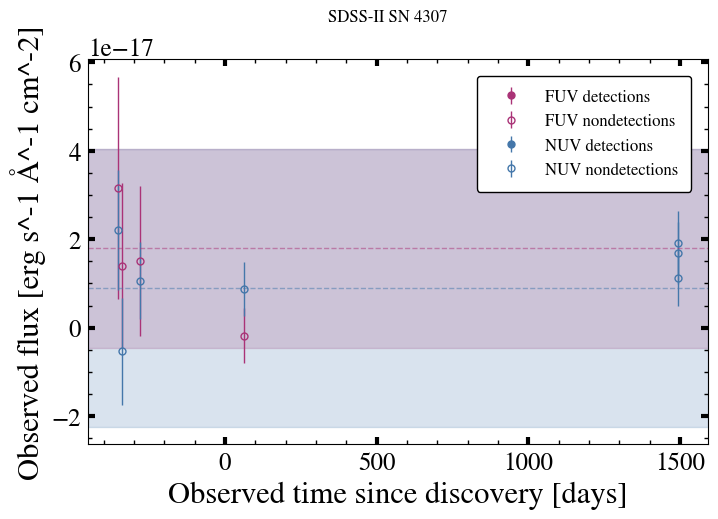 SDSS-II SN 4307
1e−17
Observed flux [erg s^-1 Å^-1 cm^-2]
6
4
2
0
−2
FUV detections
FUV nondetections
NUV detections
NUV nondetections
0 500 1000 1500
Observed time since discovery [days]